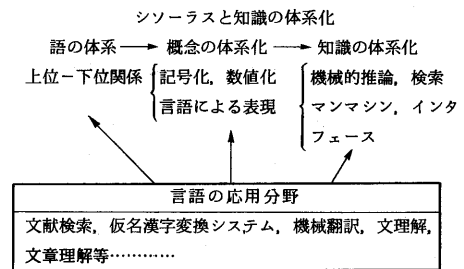 シソーラスと知識の体系化
語の体系→概念の体系化→知識の体系化
上位－下位関係 記号化，数値化 機械的推論，検索
言語による表現 マンマシン，インタ
フェース
言語の応用分野
文献検索，仮名漢字変換システム，機械翻訳，文理解，
文章理解等…………